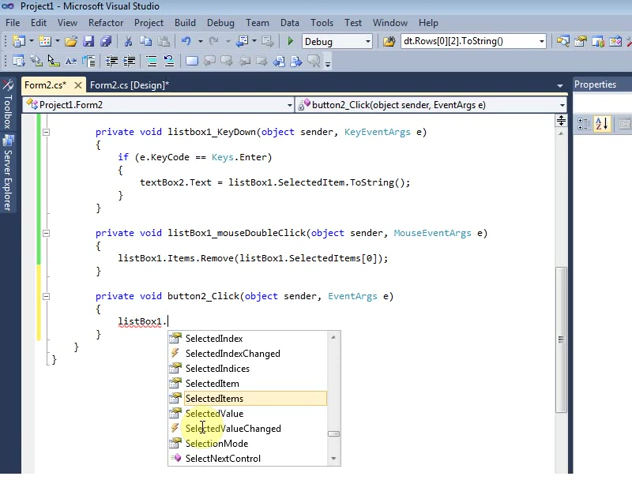 Project1 - Microsoft Visual Studio
File Edit View Refactor Project Build Debug Team Data Tools Test Window Help
Debug dt.Rows[0][2].ToString()
Form2.cs* Form2.cs [Design]*
Properties
Project1.Form2 button2_Click(object sender, EventArgs e)
Toolbox
Server Explorer
private void listbox1_KeyDown(object sender, KeyEventArgs e)
{
if (e.KeyCode == Keys.Enter)
{
textBox2.Text = listBox1.SelectedItem.ToString();
}
}
private void listBox1_mouseDoubleClick(object sender, MouseEventArgs e)
{
listBox1.Items.Remove(listBox1.SelectedItems[0]);
}
private void button2_Click(object sender, EventArgs e)
{
listBox1.
}
}
}
SelectedIndex
SelectedIndexChanged
SelectedIndices
SelectedItem
SelectedItems
SelectedValue
SelectedValueChanged
SelectionMode
SelectNextControl